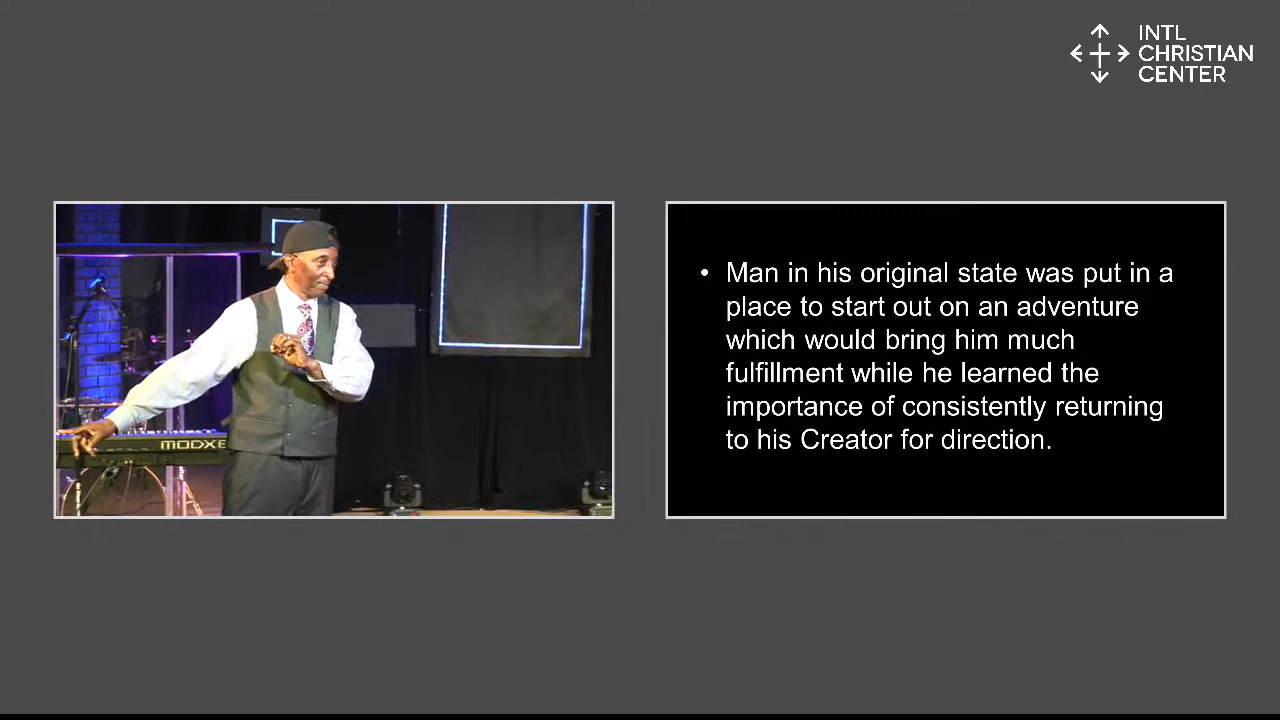 INTL
CHRISTIAN
CENTER
MODXE
• Man in his original state was put in a
place to start out on an adventure
which would bring him much
fulfillment while he learned the
importance of consistently returning
to his Creator for direction.